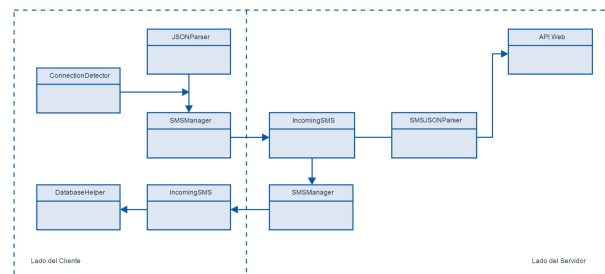 JSONParser
API Web
ConnectionDetector
SMSManager
IncomingSMS
SMSJSONParser
DatabaseHelper
IncomingSMS
SMSManager
Lado del Cliente
Lado del Servidor